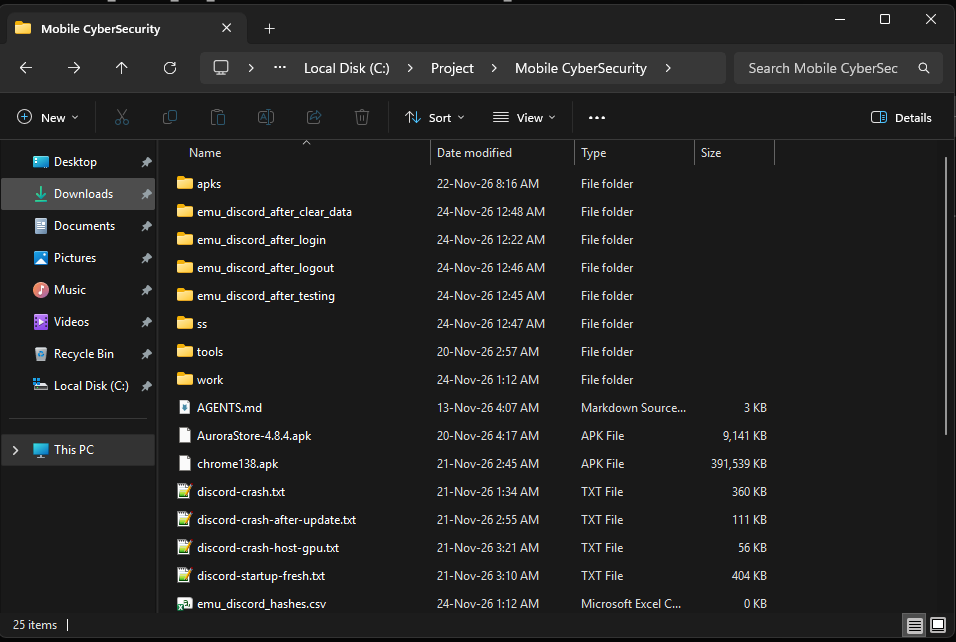 Mobile CyberSecurity
Local Disk (C:) Project Mobile CyberSecurity Search Mobile CyberSec
New Sort View Details
Name Date modified Type Size
Desktop
Downloads
Documents
Pictures
Music
Videos
Recycle Bin
Local Disk (C:)
This PC
apks 22-Nov-26 8:16 AM File folder
emu_discord_after_clear_data 24-Nov-26 12:48 AM File folder
emu_discord_after_login 24-Nov-26 12:22 AM File folder
emu_discord_after_logout 24-Nov-26 12:46 AM File folder
emu_discord_after_testing 24-Nov-26 12:45 AM File folder
ss 24-Nov-26 12:47 AM File folder
tools 20-Nov-26 2:57 AM File folder
work 24-Nov-26 1:12 AM File folder
AGENTS.md 13-Nov-26 4:07 AM Markdown Source... 3 KB
AuroraStore-4.8.4.apk 20-Nov-26 4:17 AM APK File 9,141 KB
chrome138.apk 21-Nov-26 2:45 AM APK File 391,539 KB
discord-crash.txt 21-Nov-26 1:34 AM TXT File 360 KB
discord-crash-after-update.txt 21-Nov-26 2:55 AM TXT File 111 KB
discord-crash-host-gpu.txt 21-Nov-26 3:21 AM TXT File 56 KB
discord-startup-fresh.txt 21-Nov-26 3:10 AM TXT File 404 KB
emu_discord_hashes.csv 24-Nov-26 1:12 AM Microsoft Excel C... 0 KB
25 items